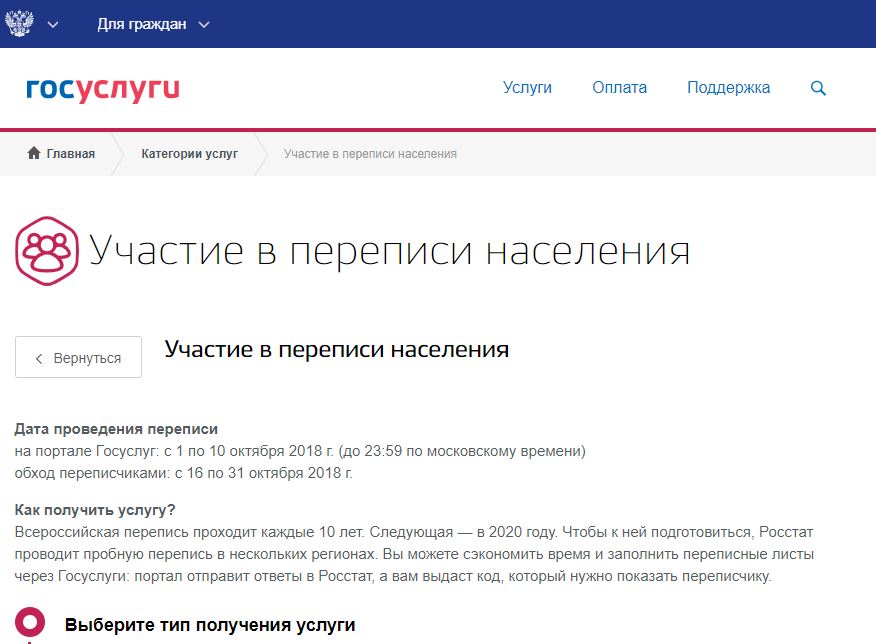 Для граждан
госуслуги
Услуги Оплата Поддержка
Главная Категории услуг Участие в переписи населения
Участие в переписи населения
Вернуться Участие в переписи населения
Дата проведения переписи
на портале Госуслуг: с 1 по 10 октября 2018 г. (до 23:59 по московскому времени)
обход переписчиками: с 16 по 31 октября 2018 г.
Как получить услугу?
Всероссийская перепись проходит каждые 10 лет. Следующая — в 2020 году. Чтобы к ней подготовиться, Росстат
проводит пробную перепись в нескольких регионах. Вы можете сэкономить время и заполнить переписные листы
через Госуслуги: портал отправит ответы в Росстат, а вам выдаст код, который нужно показать переписчику.
Выберите тип получения услуги